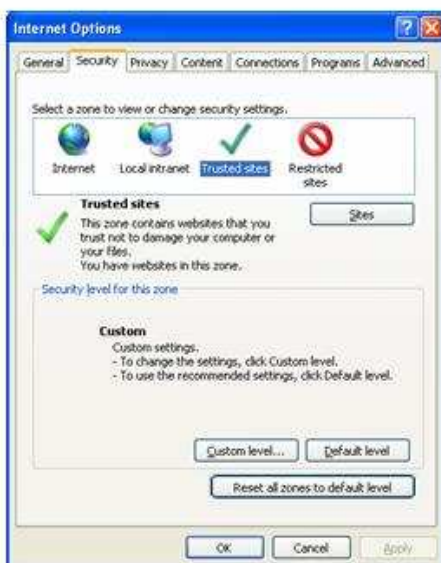 Internet Options
General Security Privacy Content Connections Programs Advanced
Select a zone to view or change security settings.
Internet Local intranet Trusted sites Restricted sites
Trusted sites
This zone contains websites that you
trust not to damage your computer or
your files.
You have websites in this zone.
Sites
Security level for this zone
Custom
Custom settings.
- To change the settings, click Custom level.
- To use the recommended settings, click Default level.
Custom level... Default level
Reset all zones to default level
OK Cancel Apply